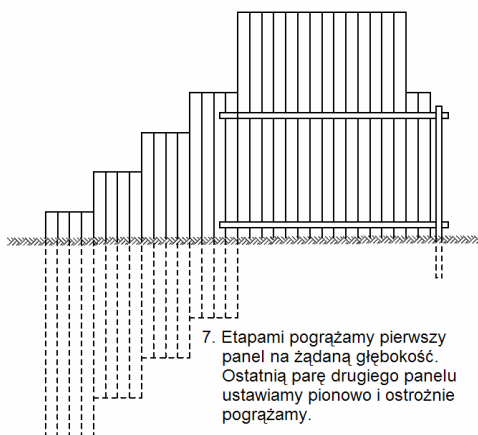 7. Etapami pogrążamy pierwszy
panel na żądaną głębokość.
Ostatnią parę drugiego panelu
ustawiamy pionowo i ostrożnie
pogrążamy.